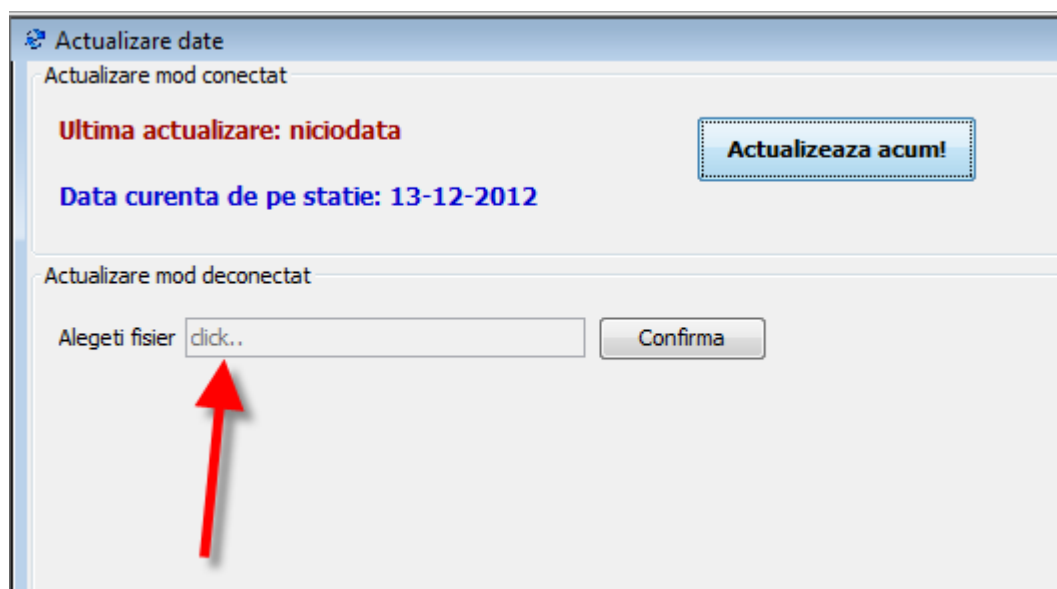 Actualizare date
Actualizare mod conectat
Ultima actualizare: niciodata
Actualizeaza acum!
Data curenta de pe statie: 13-12-2012
Actualizare mod deconectat
Alegeti fisier click.. Confirma